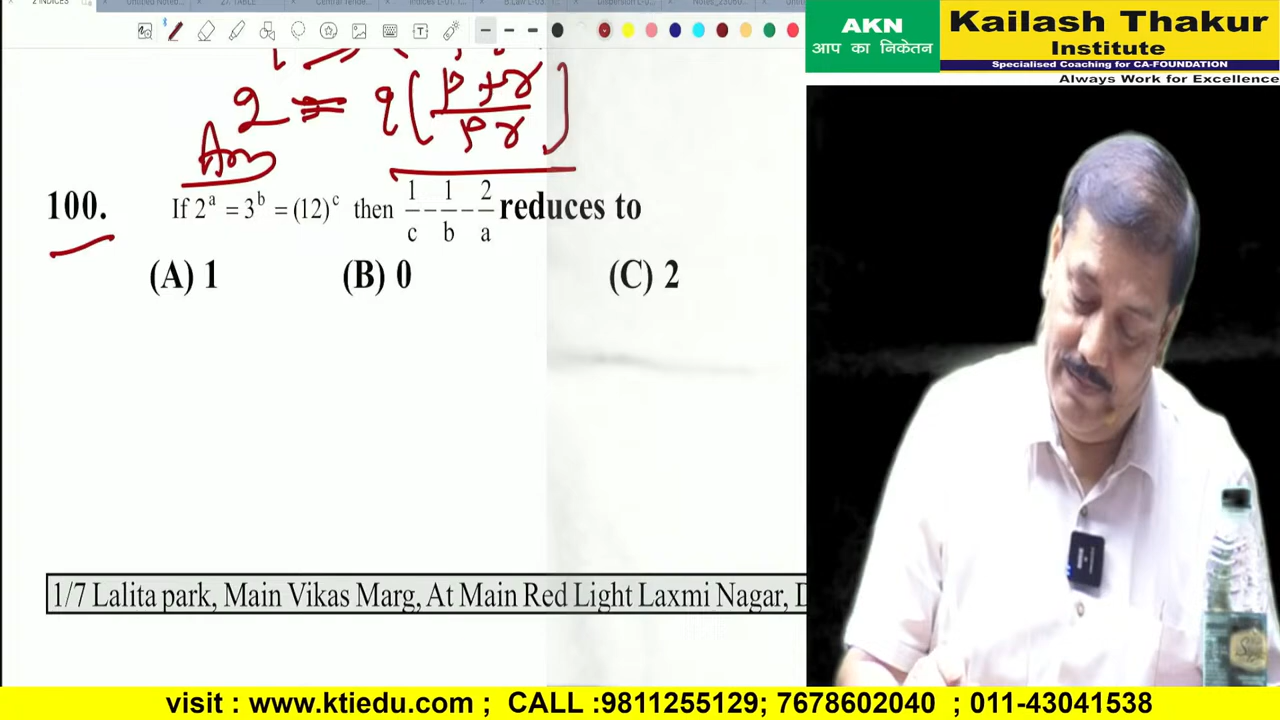 AKN
आप का निकेतन
Kailash Thakur
Institute
Specialised Coaching for CA-FOUNDATION
Always Work for Excellence
2 = q(p+r/pr)
Ans
100. If 2^a = 3^b = (12)^c then 1/c - 1/b - 2/a reduces to
(A) 1 (B) 0 (C) 2
1/7 Lalita park, Main Vikas Marg, At Main Red Light Laxmi Nagar, D
visit : www.ktiedu.com ; CALL :9811255129; 7678602040 ; 011-43041538